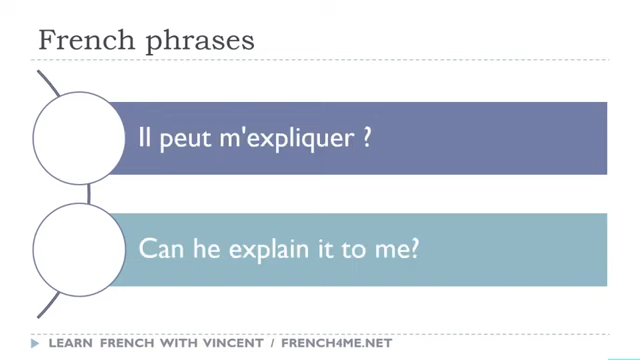 French phrases
Il peut m'expliquer ?
Can he explain it to me?
LEARN FRENCH WITH VINCENT / FRENCH4ME.NET